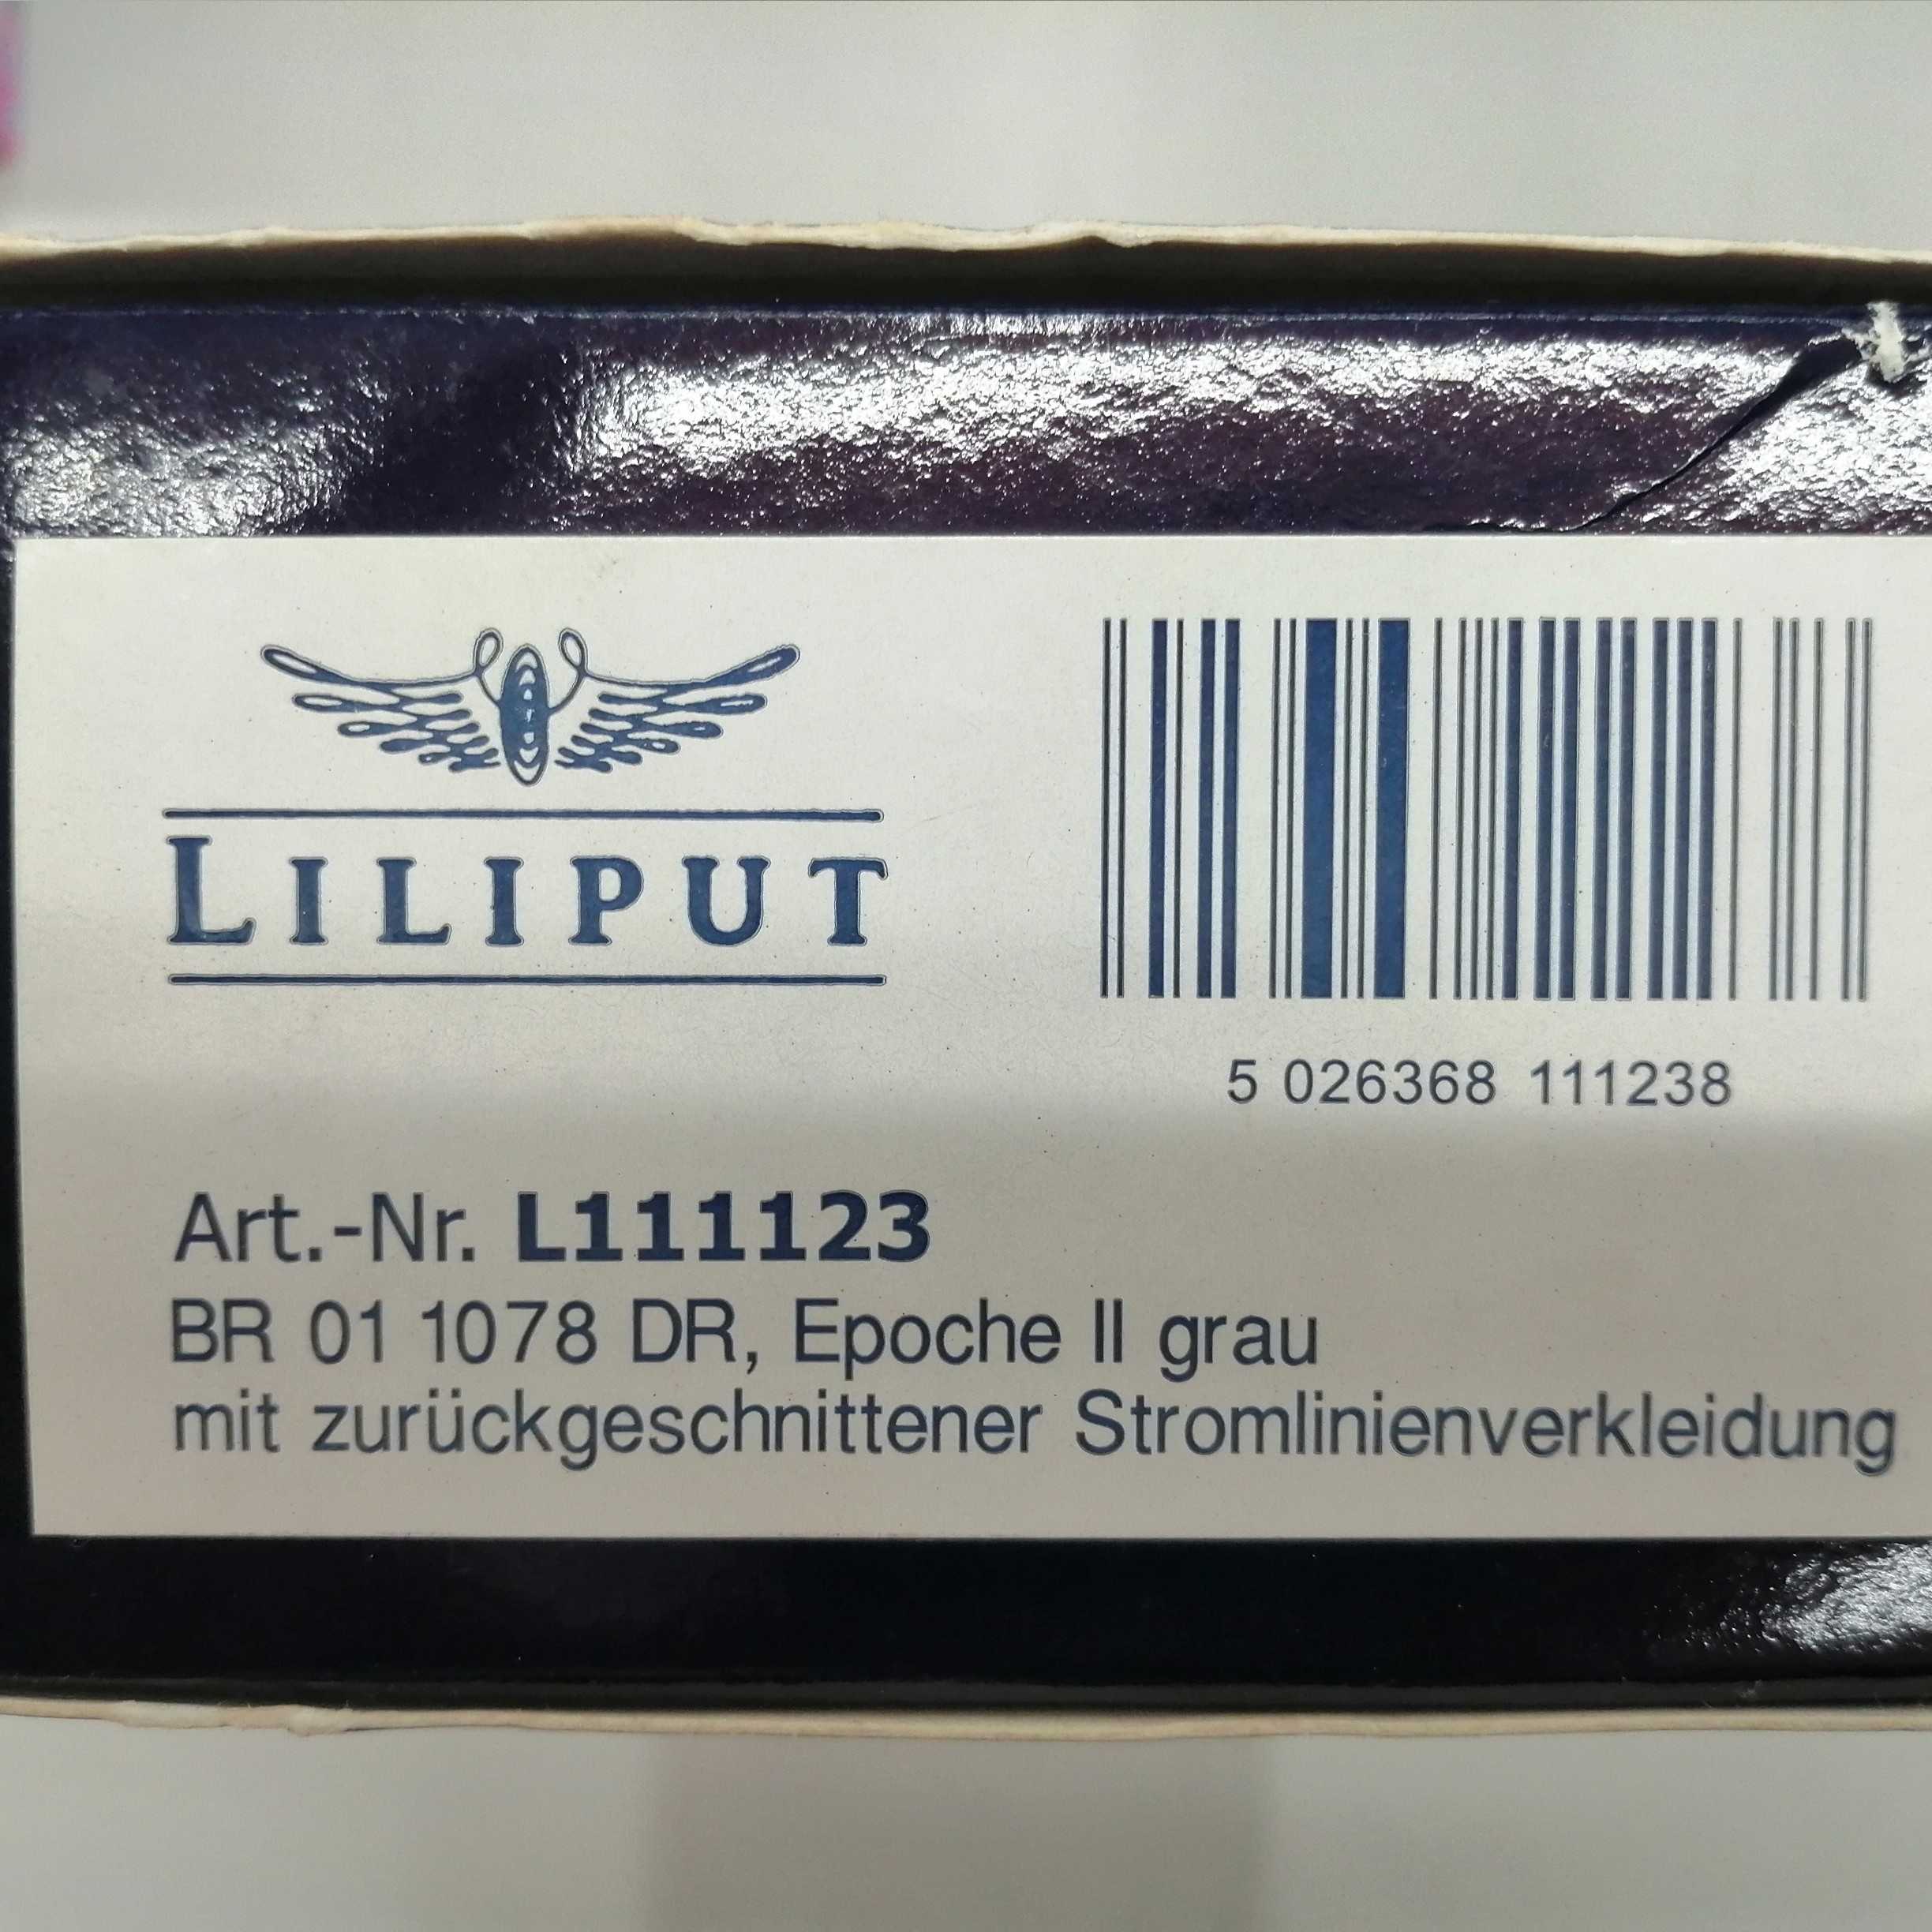 LILIPUT
5 026368 111238
Art.-Nr. L111123
BR 01 1078 DR, Epoche II grau
mit zurückgeschnittener Stromlinienverkleidung